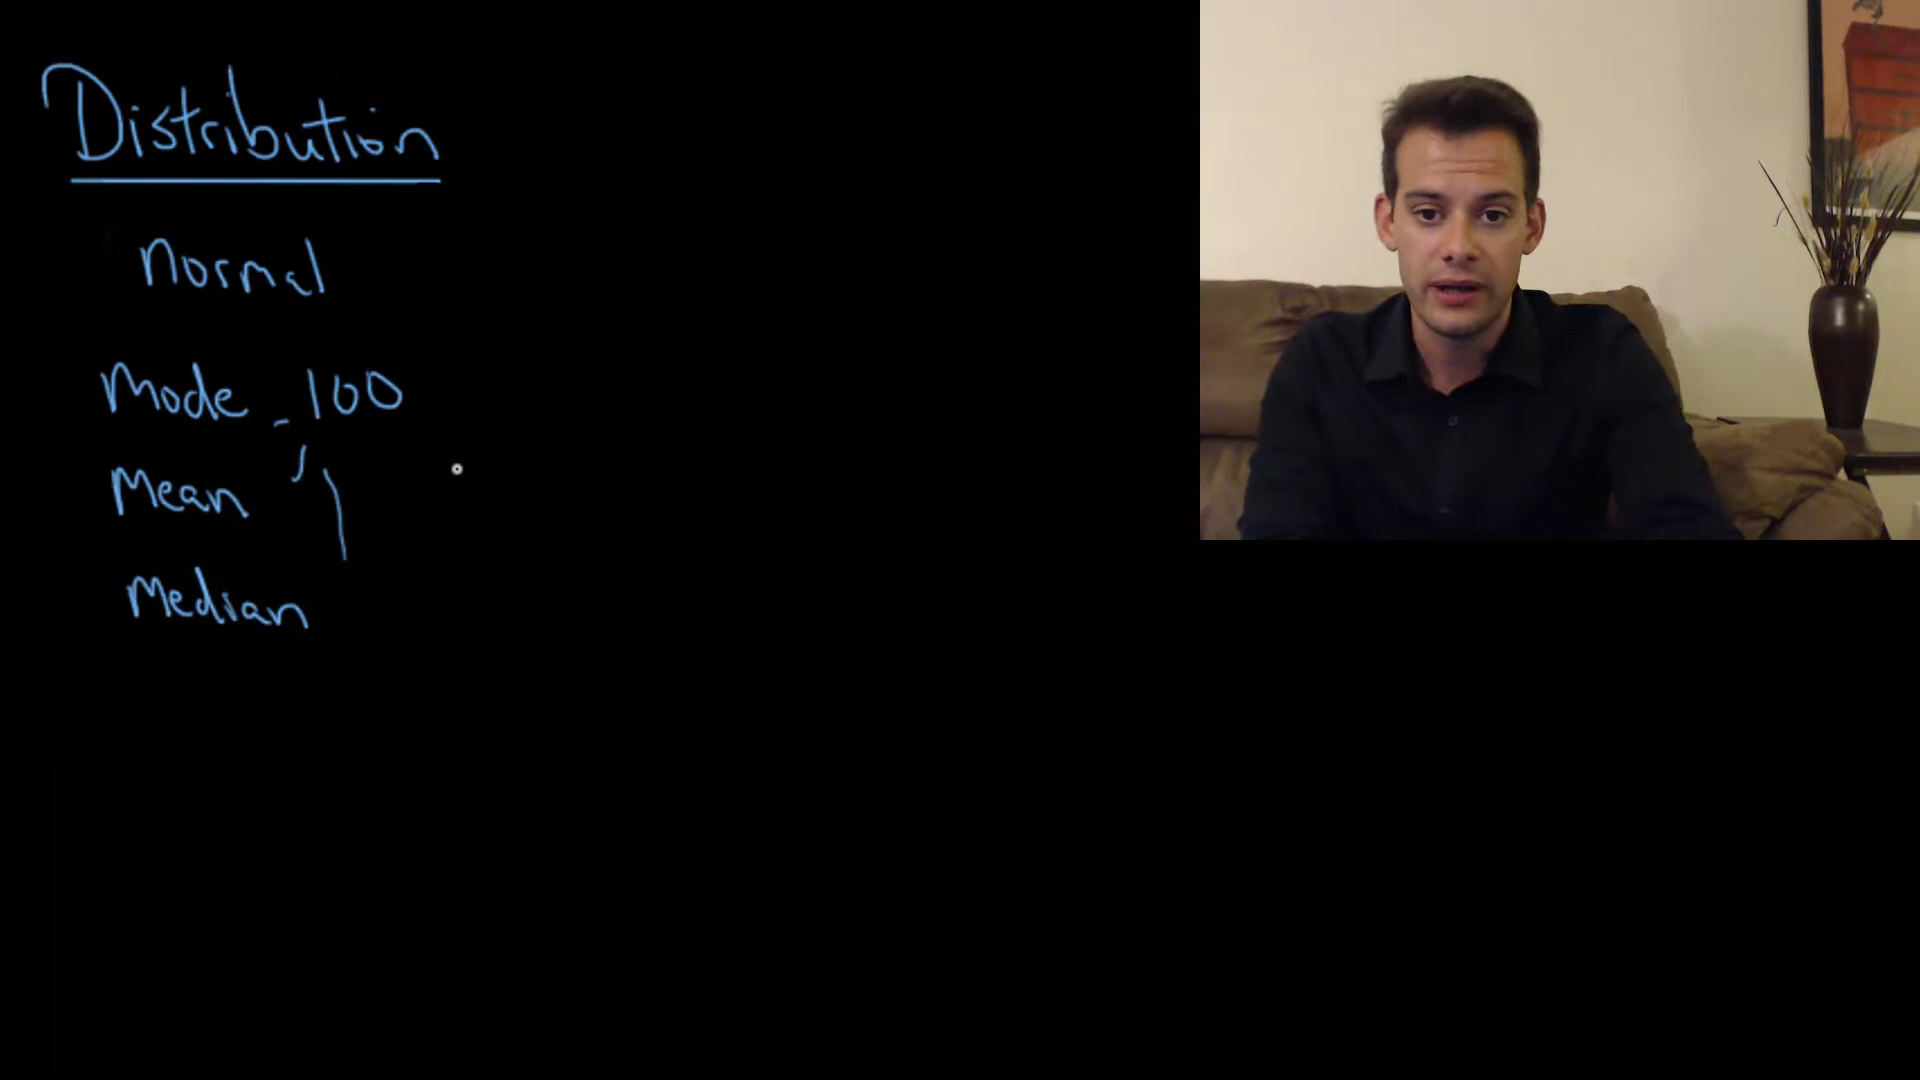 Distribution
normal
Mode - 100
Mean
Median